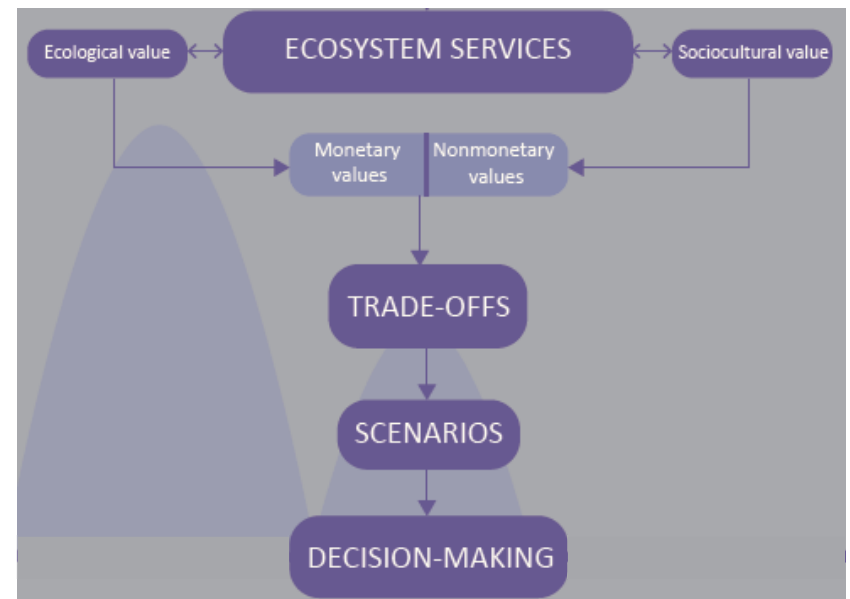 Ecological value
ECOSYSTEM SERVICES
Sociocultural value
Monetary
values
Nonmonetary
values
TRADE-OFFS
SCENARIOS
DECISION-MAKING